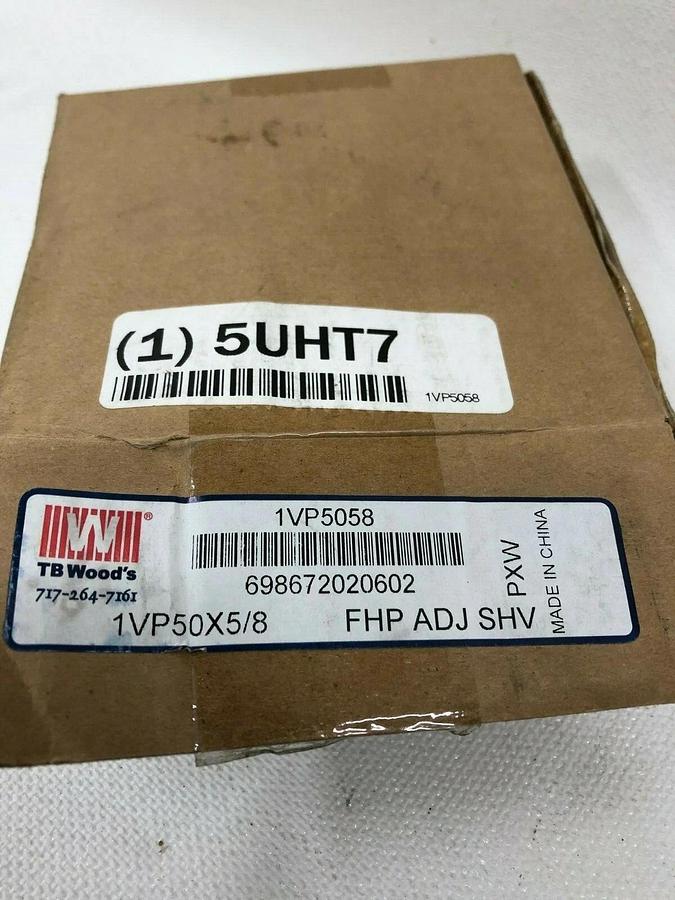 (1) 5UHT7
1VP5058
W®
TB Wood's
717-264-7161
1VP5058
698672020602
1VP50X5/8 FHP ADJ SHV
PXW
MADE IN CHINA